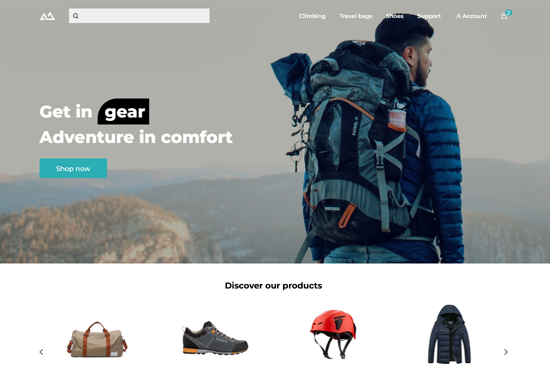 Climbing Travel bags Shoes Support Account 2
Get in gear
Adventure in comfort
Shop now
Discover our products